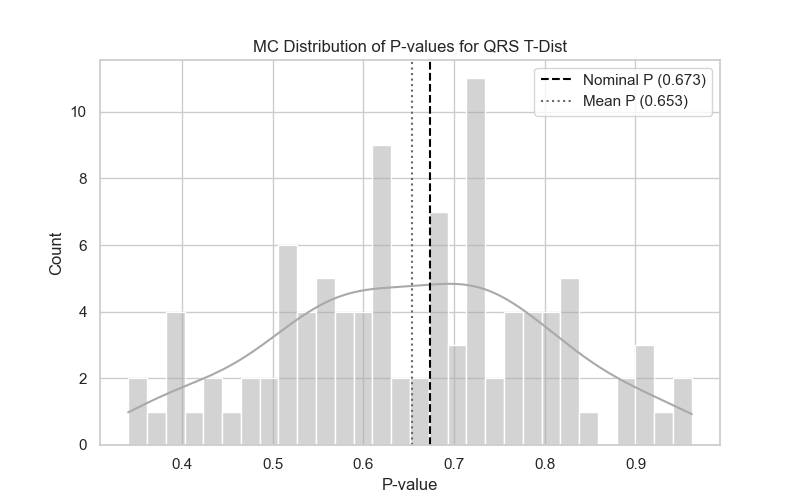 MC Distribution of P-values for QRS T-Dist
Nominal P (0.673)
Mean P (0.653)
10
8
6
4
2
0
Count
0.4 0.5 0.6 0.7 0.8 0.9
P-value